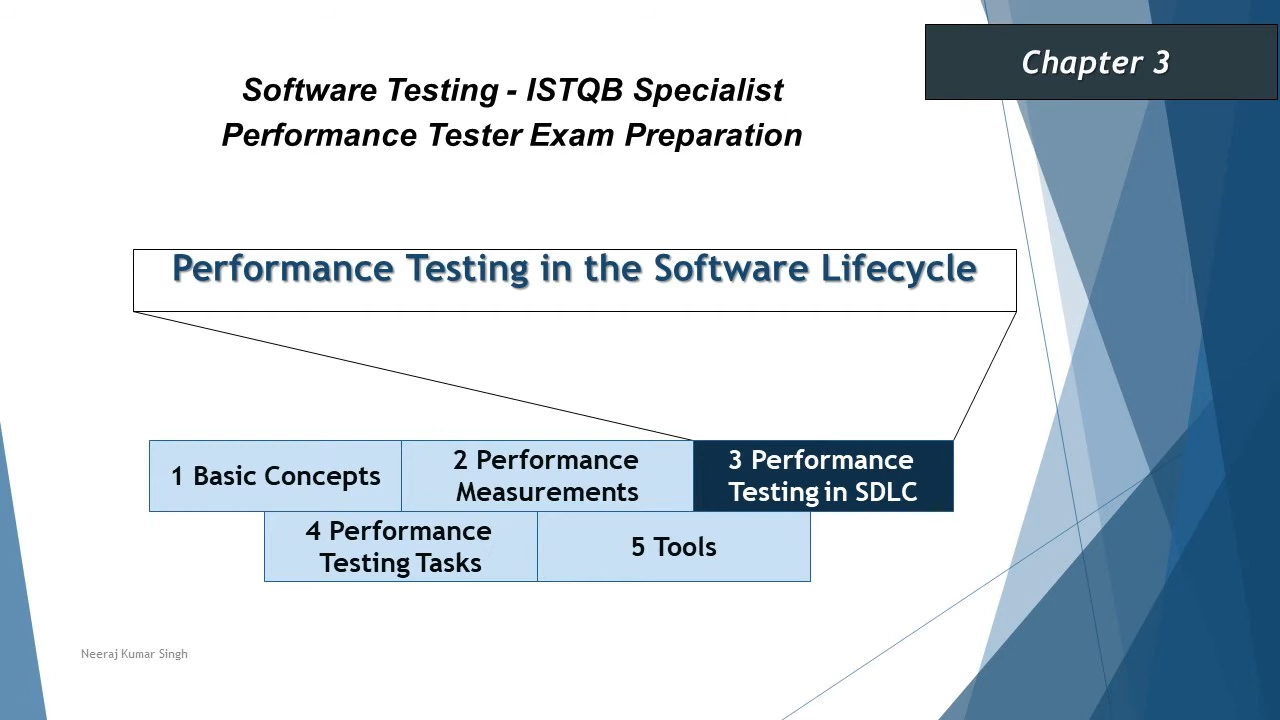 Chapter 3
Software Testing - ISTQB Specialist
Performance Tester Exam Preparation
Performance Testing in the Software Lifecycle
1 Basic Concepts
2 Performance
Measurements
3 Performance
Testing in SDLC
4 Performance
Testing Tasks
5 Tools
Neeraj Kumar Singh